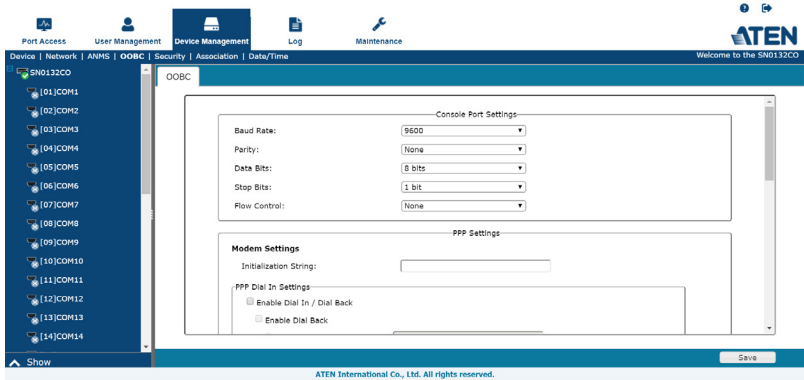 Port Access
User Management
Device Management
Log
Maintenance
ATEN
Device | Network | ANMS | OOBC | Security | Association | Date/Time
Welcome to the SN0132CO
SN0132CO
[01]COM1
[02]COM2
[03]COM3
[04]COM4
[05]COM5
[06]COM6
[07]COM7
[08]COM8
[09]COM9
[10]COM10
[11]COM11
[12]COM12
[13]COM13
[14]COM14
Show
OOBC
Console Port Settings
Baud Rate: 9600
Parity: None
Data Bits: 8 bits
Stop Bits: 1 bit
Flow Control: None
PPP Settings
Modem Settings
Initialization String:
PPP Dial In Settings
Enable Dial In / Dial Back
Enable Dial Back
Save
ATEN International Co., Ltd. All rights reserved.